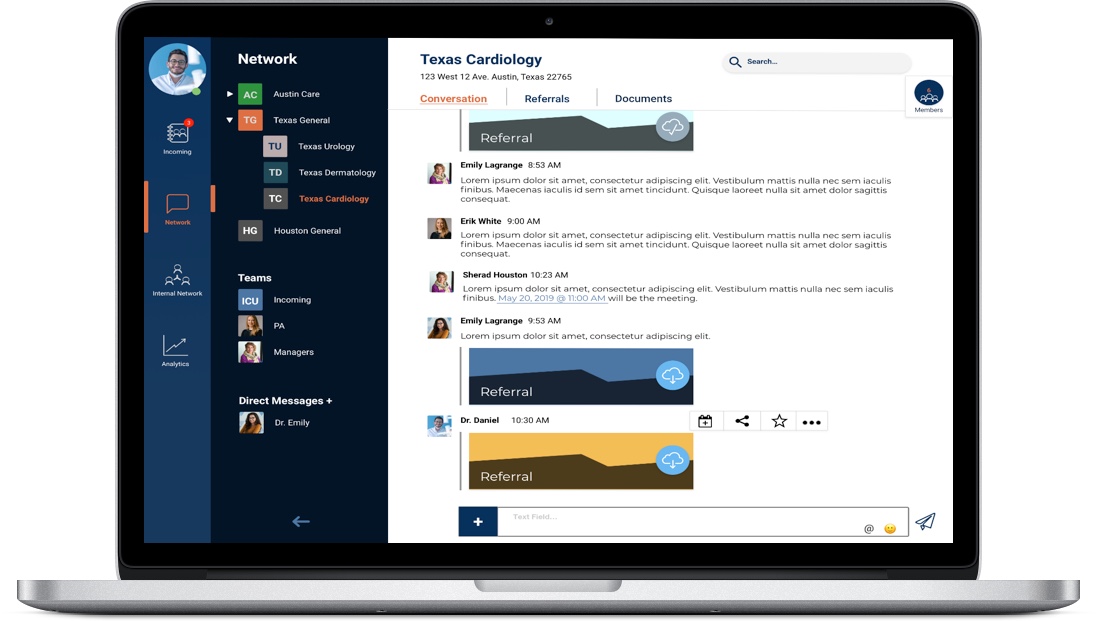 3
Incoming
Network
Internal Network
Analytics
Network
AC Austin Care
TG Texas General
TU Texas Urology
TD Texas Dermatology
TC Texas Cardiology
HG Houston General
Teams
ICU Incoming
PA
Managers
Direct Messages +
Dr. Emily
Texas Cardiology
123 West 12 Ave. Austin, Texas 22765
Search...
Conversation Referrals Documents
6
Members
Referral
Emily Lagrange 8:53 AM
Lorem ipsum dolor sit amet, consectetur adipiscing elit. Vestibulum mattis nulla nec sem iaculis
finibus. Maecenas iaculis id sem sit amet tincidunt. Quisque laoreet nulla sit amet dolor sagittis
consequat.
Erik White 9:00 AM
Lorem ipsum dolor sit amet, consectetur adipiscing elit. Vestibulum mattis nulla nec sem iaculis
finibus. Maecenas iaculis id sem sit amet tincidunt. Quisque laoreet nulla sit amet dolor sagittis
consequat.
Sherad Houston 10:23 AM
Lorem ipsum dolor sit amet, consectetur adipiscing elit. Vestibulum mattis nulla nec sem iaculis
finibus. May 20, 2019 @ 11:00 AM will be the meeting.
Emily Lagrange 9:53 AM
Lorem ipsum dolor sit amet, consectetur adipiscing elit.
Referral
Dr. Daniel 10:30 AM
Referral
+ Text Field....
@